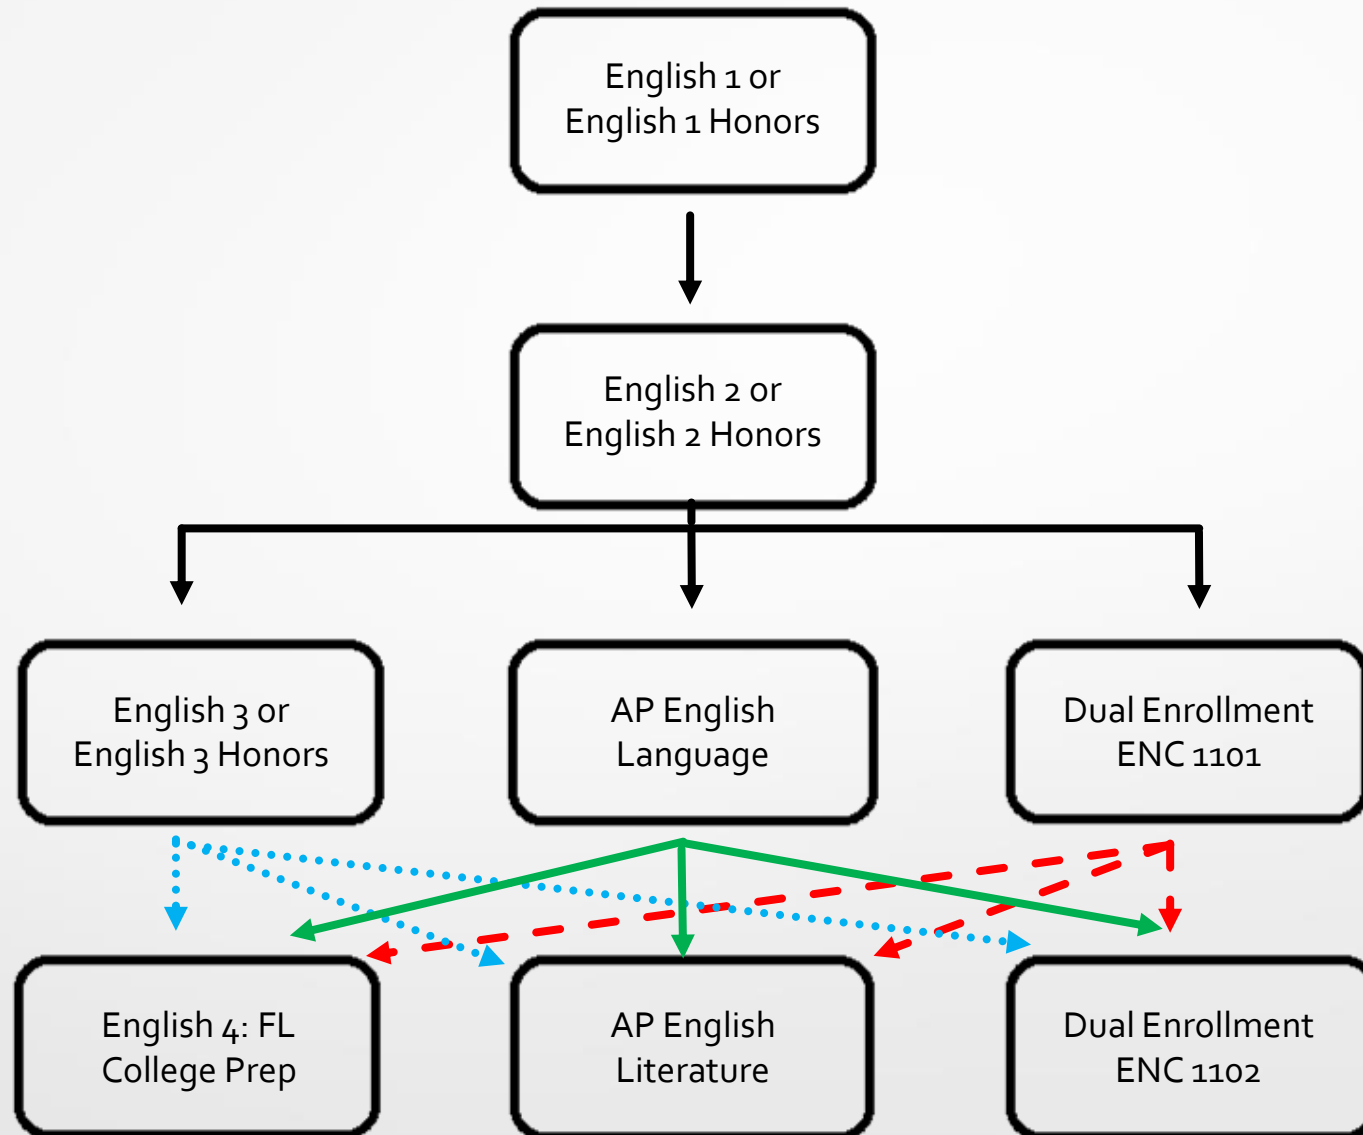 English 1 or
English 1 Honors
English 2 or
English 2 Honors
English 3 or
English 3 Honors
AP English
Language
Dual Enrollment
ENC 1101
English 4: FL
College Prep
AP English
Literature
Dual Enrollment
ENC 1102